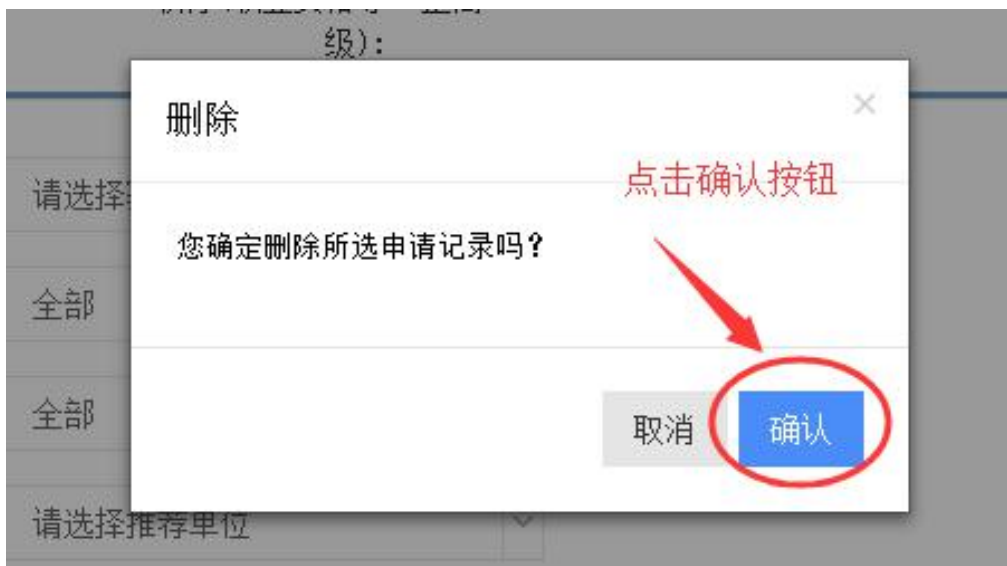 级):
删除
×
点击确认按钮
请选择
您确定删除所选申请记录吗?
全部
全部
取消
确认
请选择推荐单位